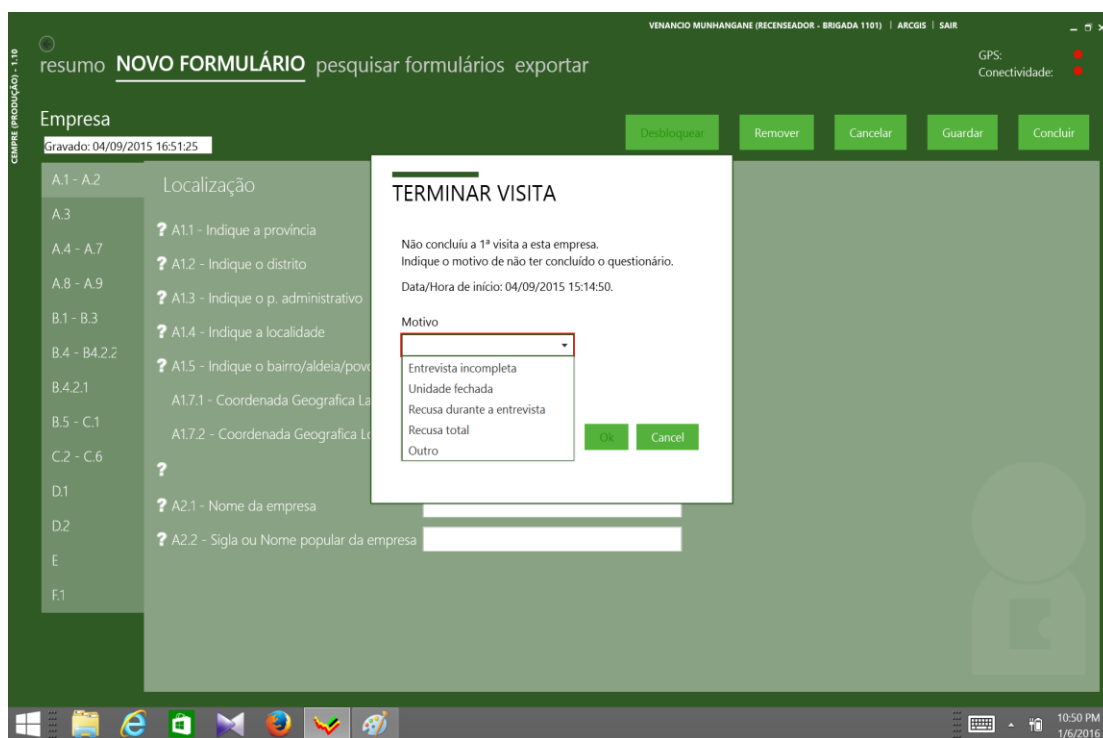 VENANCIO MUNHANGANE (RECENSEADOR - BRIGADA 1101) | ARCGIS | SAIR
CEMPRE (PRODUÇÃO) - 1.10
resumo NOVO FORMULÁRIO pesquisar formulários exportar
GPS:
Conectividade:
Empresa
Gravado: 04/09/2015 16:51:25
Desbloquear Remover Cancelar Guardar Concluir
A.1 - A.2
A.3
A.4 - A.7
A.8 - A.9
B.1 - B.3
B.4 - B4.2.2
B.4.2.1
B.5 - C.1
C.2 - C.6
D.1
D.2
E
F.1
Localização
? A1.1 - Indique a província
? A1.2 - Indique o distrito
? A1.3 - Indique o p. administrativo
? A1.4 - Indique a localidade
? A1.5 - Indique o bairro/aldeia/povo
A1.7.1 - Coordenada Geografica La
A1.7.2 - Coordenada Geografica Lo
?
? A2.1 - Nome da empresa
? A2.2 - Sigla ou Nome popular da empresa
TERMINAR VISITA
Não concluíu a 1ª visita a esta empresa.
Indique o motivo de não ter concluído o questionário.
Data/Hora de início: 04/09/2015 15:14:50.
Motivo
Entrevista incompleta
Unidade fechada
Recusa durante a entrevista
Recusa total
Outro
Ok Cancel
10:50 PM
1/6/2016